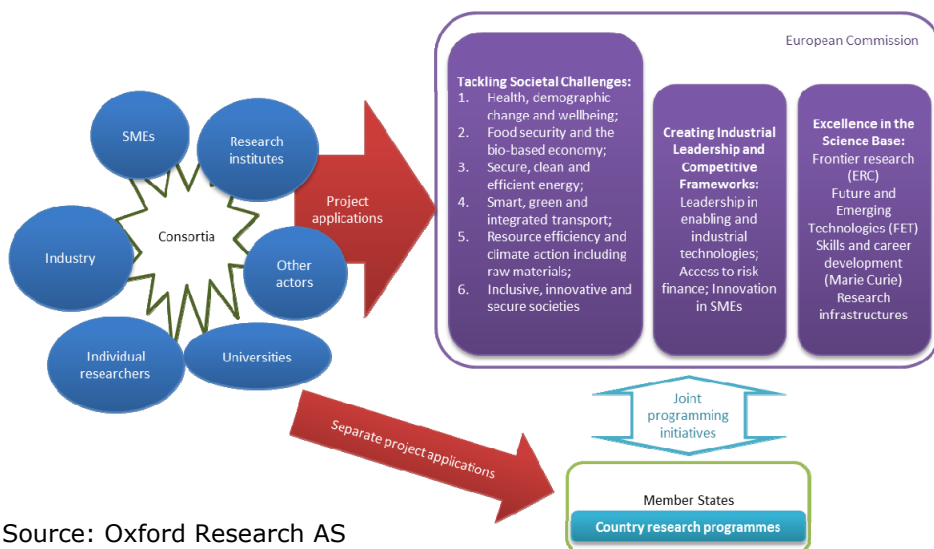 European Commission
SMEs
Research
institutes
Industry
Consortia
Other
actors
Individual
researchers
Universities
Project
applications
Tackling Societal Challenges:
1. Health, demographic
change and wellbeing;
2. Food security and the
bio-based economy;
3. Secure, clean and
efficient energy;
4. Smart, green and
integrated transport;
5. Resource efficiency and
climate action including
raw materials;
6. Inclusive, innovative and
secure societies
Creating Industrial
Leadership and
Competitive
Frameworks:
Leadership in
enabling and
industrial
technologies;
Access to risk
finance; Innovation
in SMEs
Excellence in the
Science Base:
Frontier research
(ERC)
Future and
Emerging
Technologies (FET)
Skills and career
development
(Marie Curie)
Research
infrastructures
Separate project applications
Joint
programming
initiatives
Member States
Country research programmes
Source: Oxford Research AS